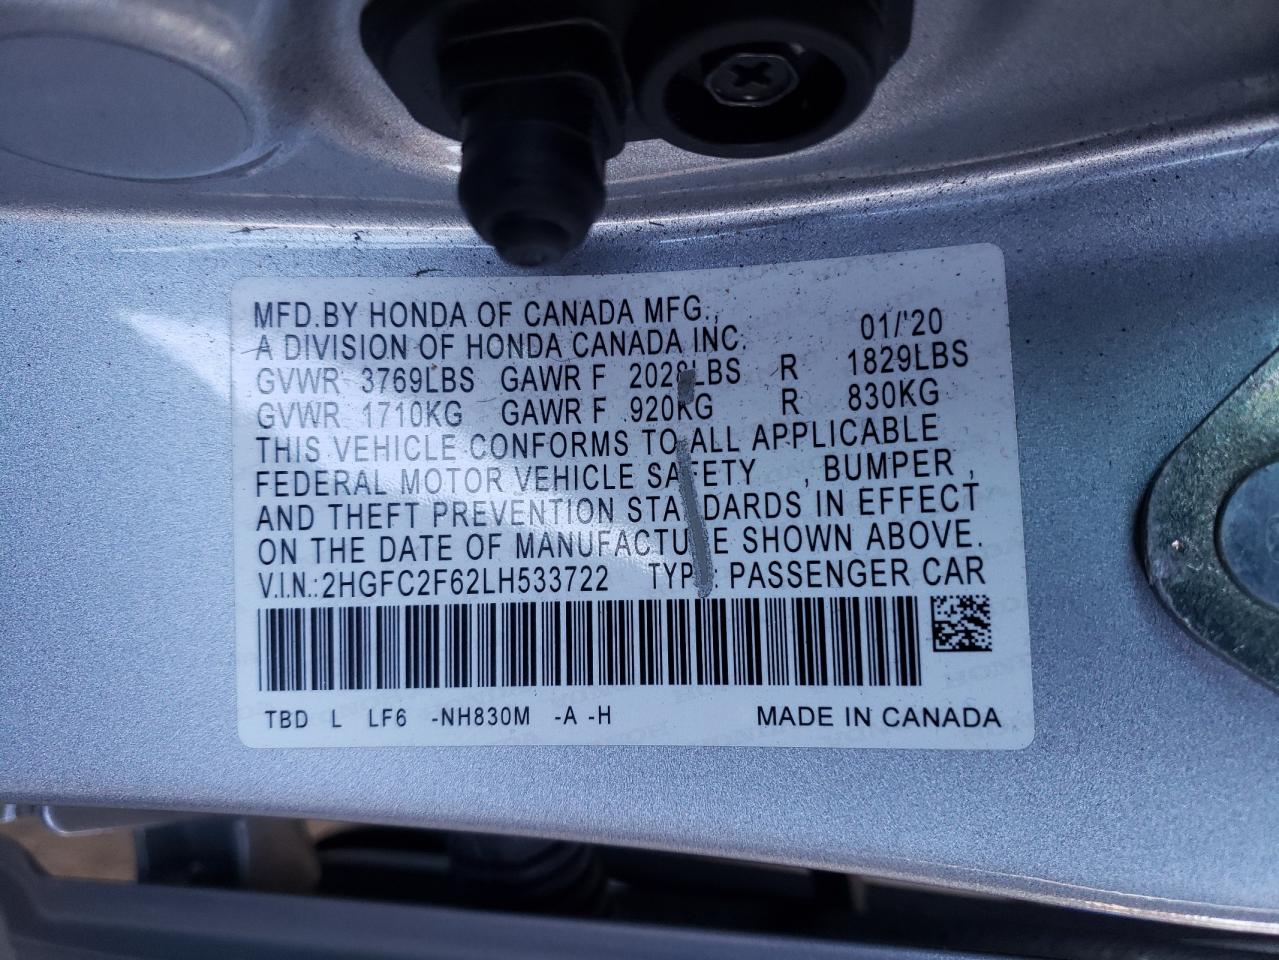 MFD.BY HONDA OF CANADA MFG.,
A DIVISION OF HONDA CANADA INC. 01/'20
GVWR 3769LBS GAWR F 2028LBS R 1829LBS
GVWR 1710KG GAWR F 920KG R 830KG
THIS VEHICLE CONFORMS TO ALL APPLICABLE
FEDERAL MOTOR VEHICLE SAFETY , BUMPER ,
AND THEFT PREVENTION STANDARDS IN EFFECT
ON THE DATE OF MANUFACTURE SHOWN ABOVE.
V.I.N.:2HGFC2F62LH533722 TYPE: PASSENGER CAR
TBD L LF6 -NH830M -A -H MADE IN CANADA